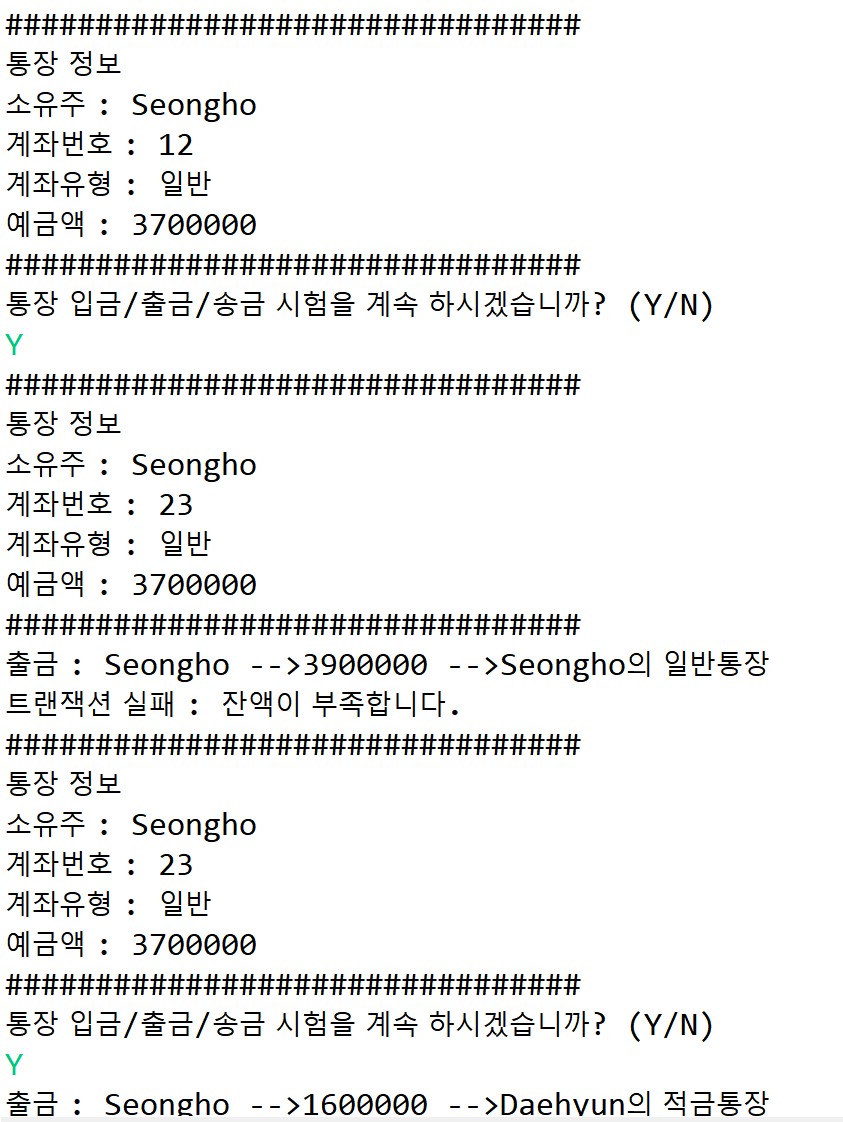 ################################
통장 정보
소유주 : Seongho
계좌번호 : 12
계좌유형 : 일반
예금액 : 3700000
################################
통장 입금/출금/송금 시험을 계속 하시겠습니까? (Y/N)
Y
################################
통장 정보
소유주 : Seongho
계좌번호 : 23
계좌유형 : 일반
예금액 : 3700000
################################
출금 : Seongho -->3900000 -->Seongho의 일반통장
트랜잭션 실패 : 잔액이 부족합니다.
################################
통장 정보
소유주 : Seongho
계좌번호 : 23
계좌유형 : 일반
예금액 : 3700000
################################
통장 입금/출금/송금 시험을 계속 하시겠습니까? (Y/N)
Y
출금 : Seongho -->1600000 -->Daehyun의 적금통장